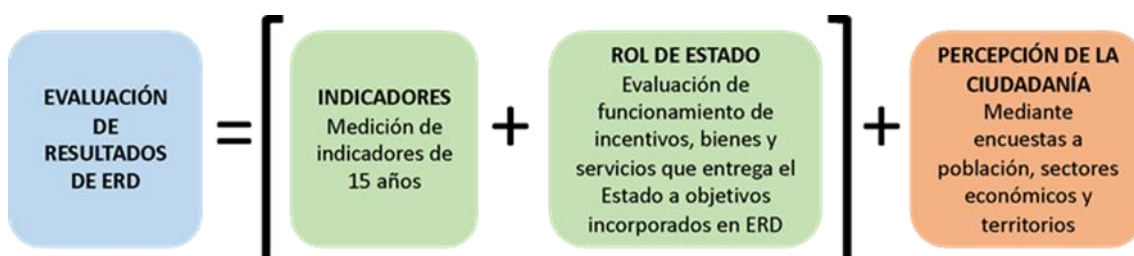 EVALUACIÓN
DE
RESULTADOS
DE ERD
=
INDICADORES
Medición de
indicadores de
15 años
+
ROL DE ESTADO
Evaluación de
funcionamiento de
incentivos, bienes y
servicios que entrega el
Estado a objetivos
incorporados en ERD
+
PERCEPCIÓN DE LA
CIUDADANÍA
Mediante
encuestas a
población, sectores
económicos y
territorios